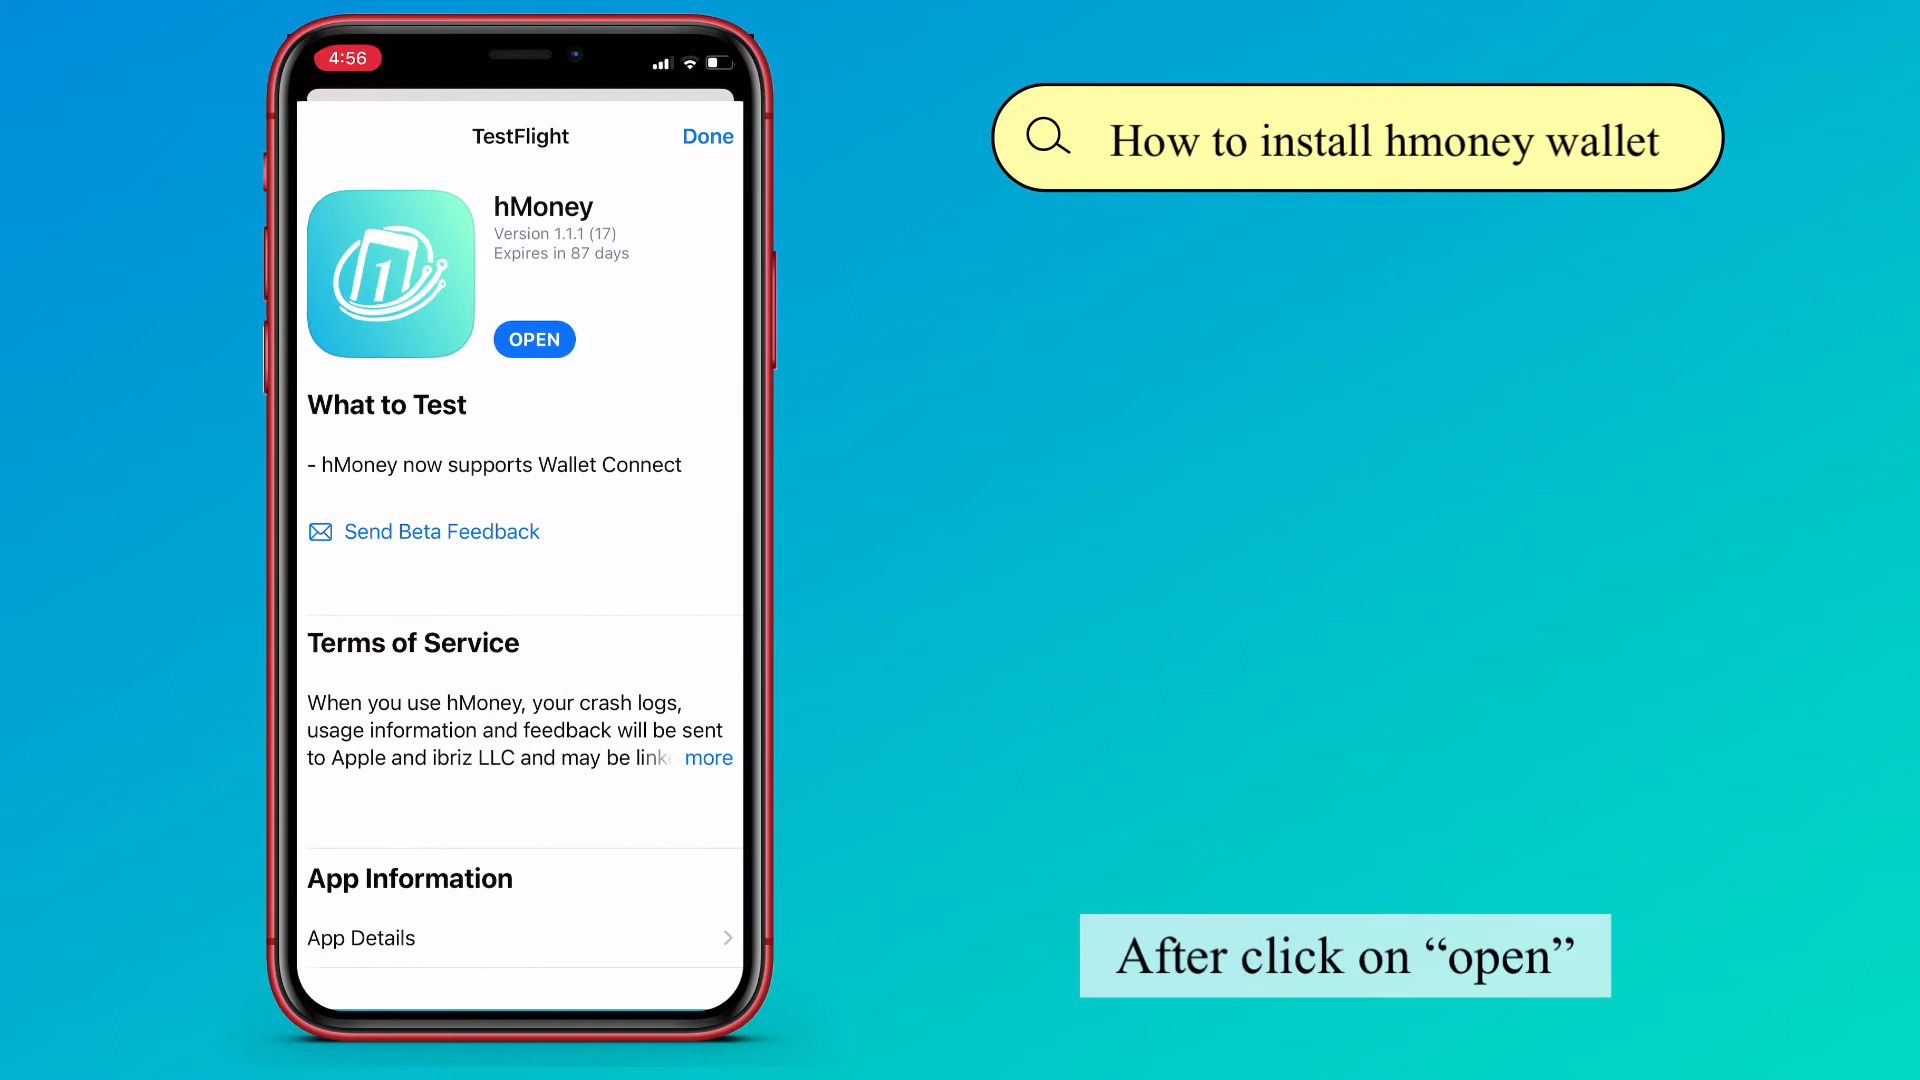 4:56
TestFlight
Done
hMoney
Version 1.1.1 (17)
Expires in 87 days
OPEN
What to Test
- hMoney now supports Wallet Connect
Send Beta Feedback
Terms of Service
When you use hMoney, your crash logs,
usage information and feedback will be sent
to Apple and ibriz LLC and may be linke more
App Information
App Details
How to install hmoney wallet
After click on “open”